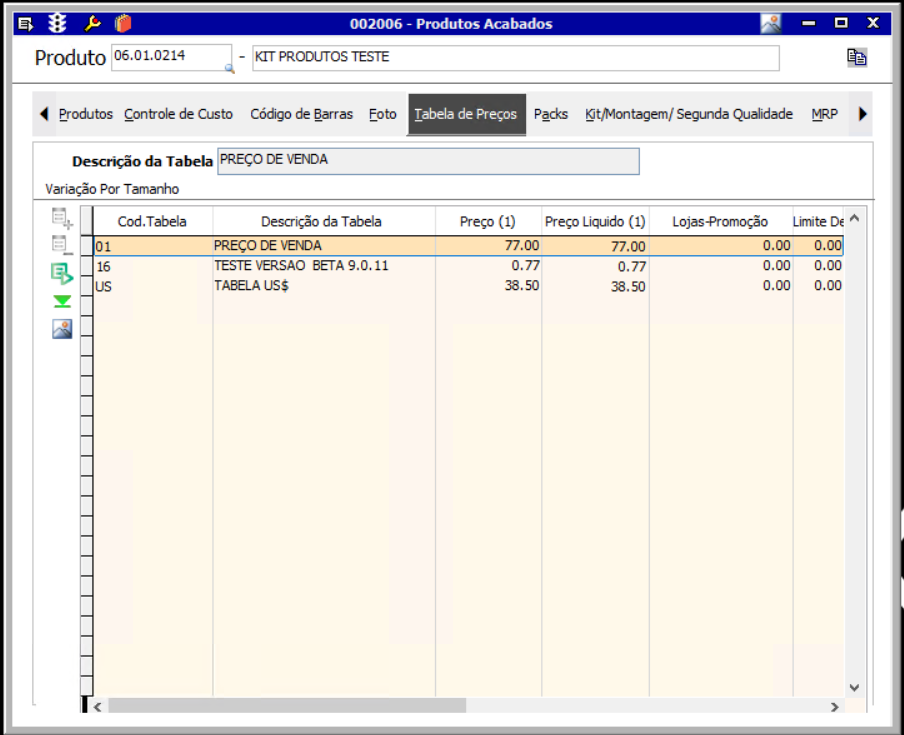 002006 - Produtos Acabados
Produto 06.01.0214 - KIT PRODUTOS TESTE
Produtos Controle de Custo Código de Barras Foto Tabela de Preços Packs Kit/Montagem/ Segunda Qualidade MRP
Descrição da Tabela PREÇO DE VENDA
Variação Por Tamanho
Cod.Tabela Descrição da Tabela Preço (1) Preço Liquido (1) Lojas-Promoção Limite De
01 PREÇO DE VENDA 77.00 77.00 0.00 0.00
16 TESTE VERSAO BETA 9.0.11 0.77 0.77 0.00 0.00
US TABELA US$ 38.50 38.50 0.00 0.00